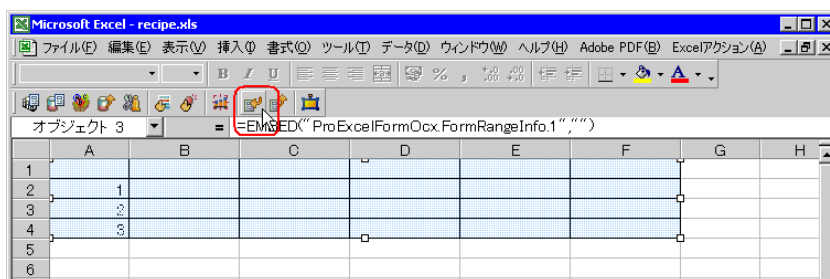 Microsoft Excel - recipe.xls
ファイル(F) 編集(E) 表示(V) 挿入(I) 書式(O) ツール(T) データ(D) ウィンドウ(W) ヘルプ(H) Adobe PDF(B) Excelアクション(A)
B I U % ,
オブジェクト 3 = =EMBED("ProExcelFormOcx.FormRangeInfo.1","")
A B C D E F G H
1
2 1
3 2
4 3
5
6